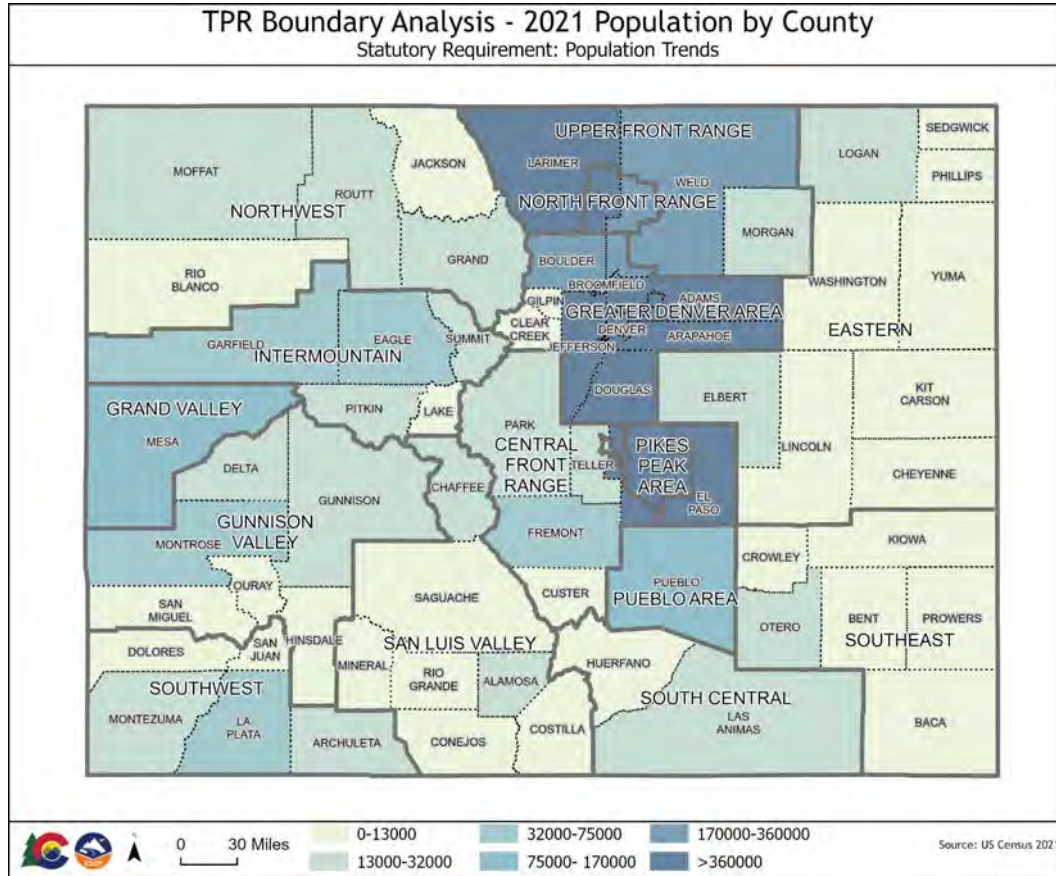 TPR Boundary Analysis - 2021 Population by County
Statutory Requirement: Population Trends
UPPER FRONT RANGE
SEDGWICK
LOGAN
JACKSON
LARIMER
MOFFAT
PHILLIPS
WELD
ROUTT
NORTH FRONT RANGE
NORTHWEST
MORGAN
GRAND
BOULDER
RIO
BLANCO
WASHINGTON
YUMA
BROOMFIELD
GILPIN
ADAMS
GREATER DENVER AREA
CLEAR
CREEK
DENVER
EASTERN
EAGLE
SUMMIT
GARFIELD
JEFFERSON
ARAPAHOE
INTERMOUNTAIN
DOUGLAS
KIT
CARSON
ELBERT
PITKIN
LAKE
GRAND VALLEY
PARK
MESA
CENTRAL
FRONT
RANGE
LINCOLN
PIKES
PEAK
AREA
TELLER
CHEYENNE
DELTA
CHAFFEE
GUNNISON
EL
PASO
GUNNISON
VALLEY
FREMONT
MONTROSE
KIOWA
CROWLEY
PUEBLO
PUEBLO AREA
OURAY
CUSTER
SAGUACHE
SAN
MIGUEL
BENT
PROWERS
OTERO
SOUTHEAST
SAN
JUAN
HINSDALE
SAN LUIS VALLEY
DOLORES
HUERFANO
MINERAL
RIO
GRANDE
ALAMOSA
SOUTHWEST
SOUTH CENTRAL
MONTEZUMA
LA
PLATA
COSTILLA
LAS
ANIMAS
BACA
ARCHULETA
CONEJOS
0 30 Miles
0-13000
13000-32000
32000-75000
75000- 170000
170000-360000
>360000
Source: US Census 2021